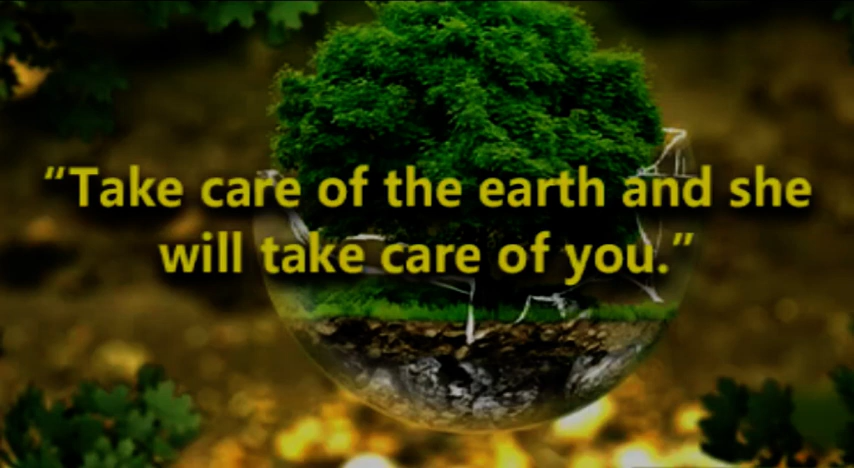 “Take care of the earth and she
will take care of you.”